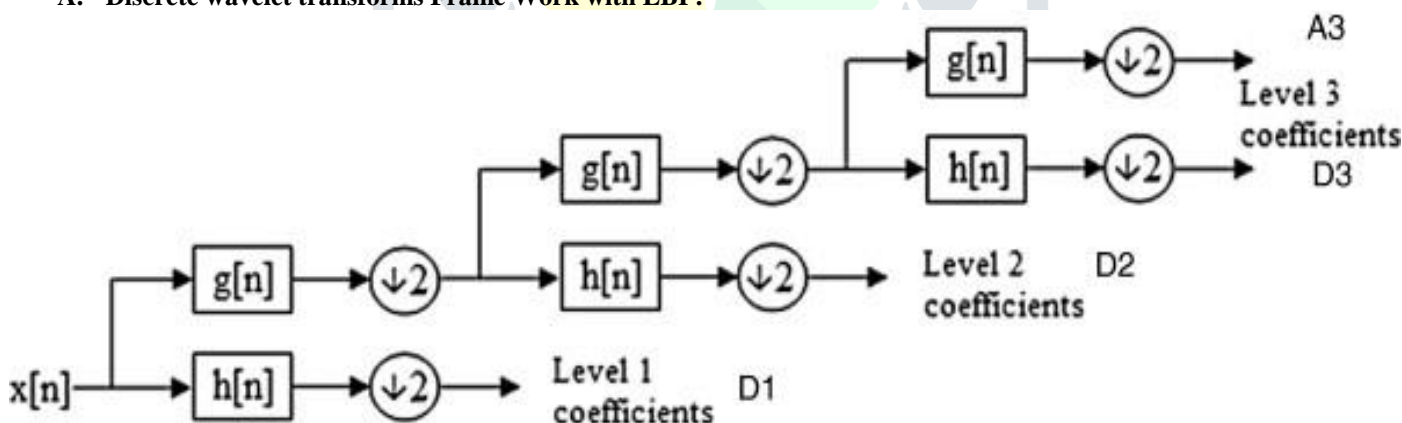 A. Discrete wavelet transforms Frame Work with LBP:
A3
g[n] ↓2
Level 3
coefficients
g[n] ↓2 h[n] ↓2
D3
g[n] ↓2 h[n] ↓2
Level 2 D2
coefficients
x[n] h[n] ↓2
Level 1 D1
coefficients